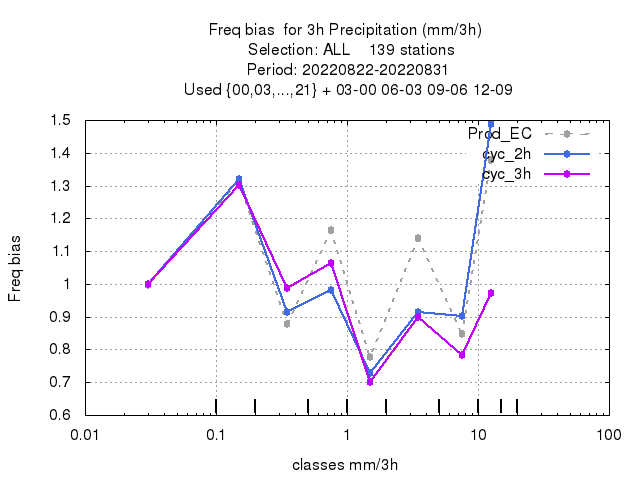 Freq bias  for 3h Precipitation (mm/3h)
Selection: ALL    139 stations
Period: 20220822-20220831
Used {00,03,...,21} + 03-00 06-03 09-06 12-09
Prod_EC
cyc_2h
cyc_3h
Freq bias
1.5
1.4
1.3
1.2
1.1
1
0.9
0.8
0.7
0.6
0.01 0.1 1 10 100
classes mm/3h